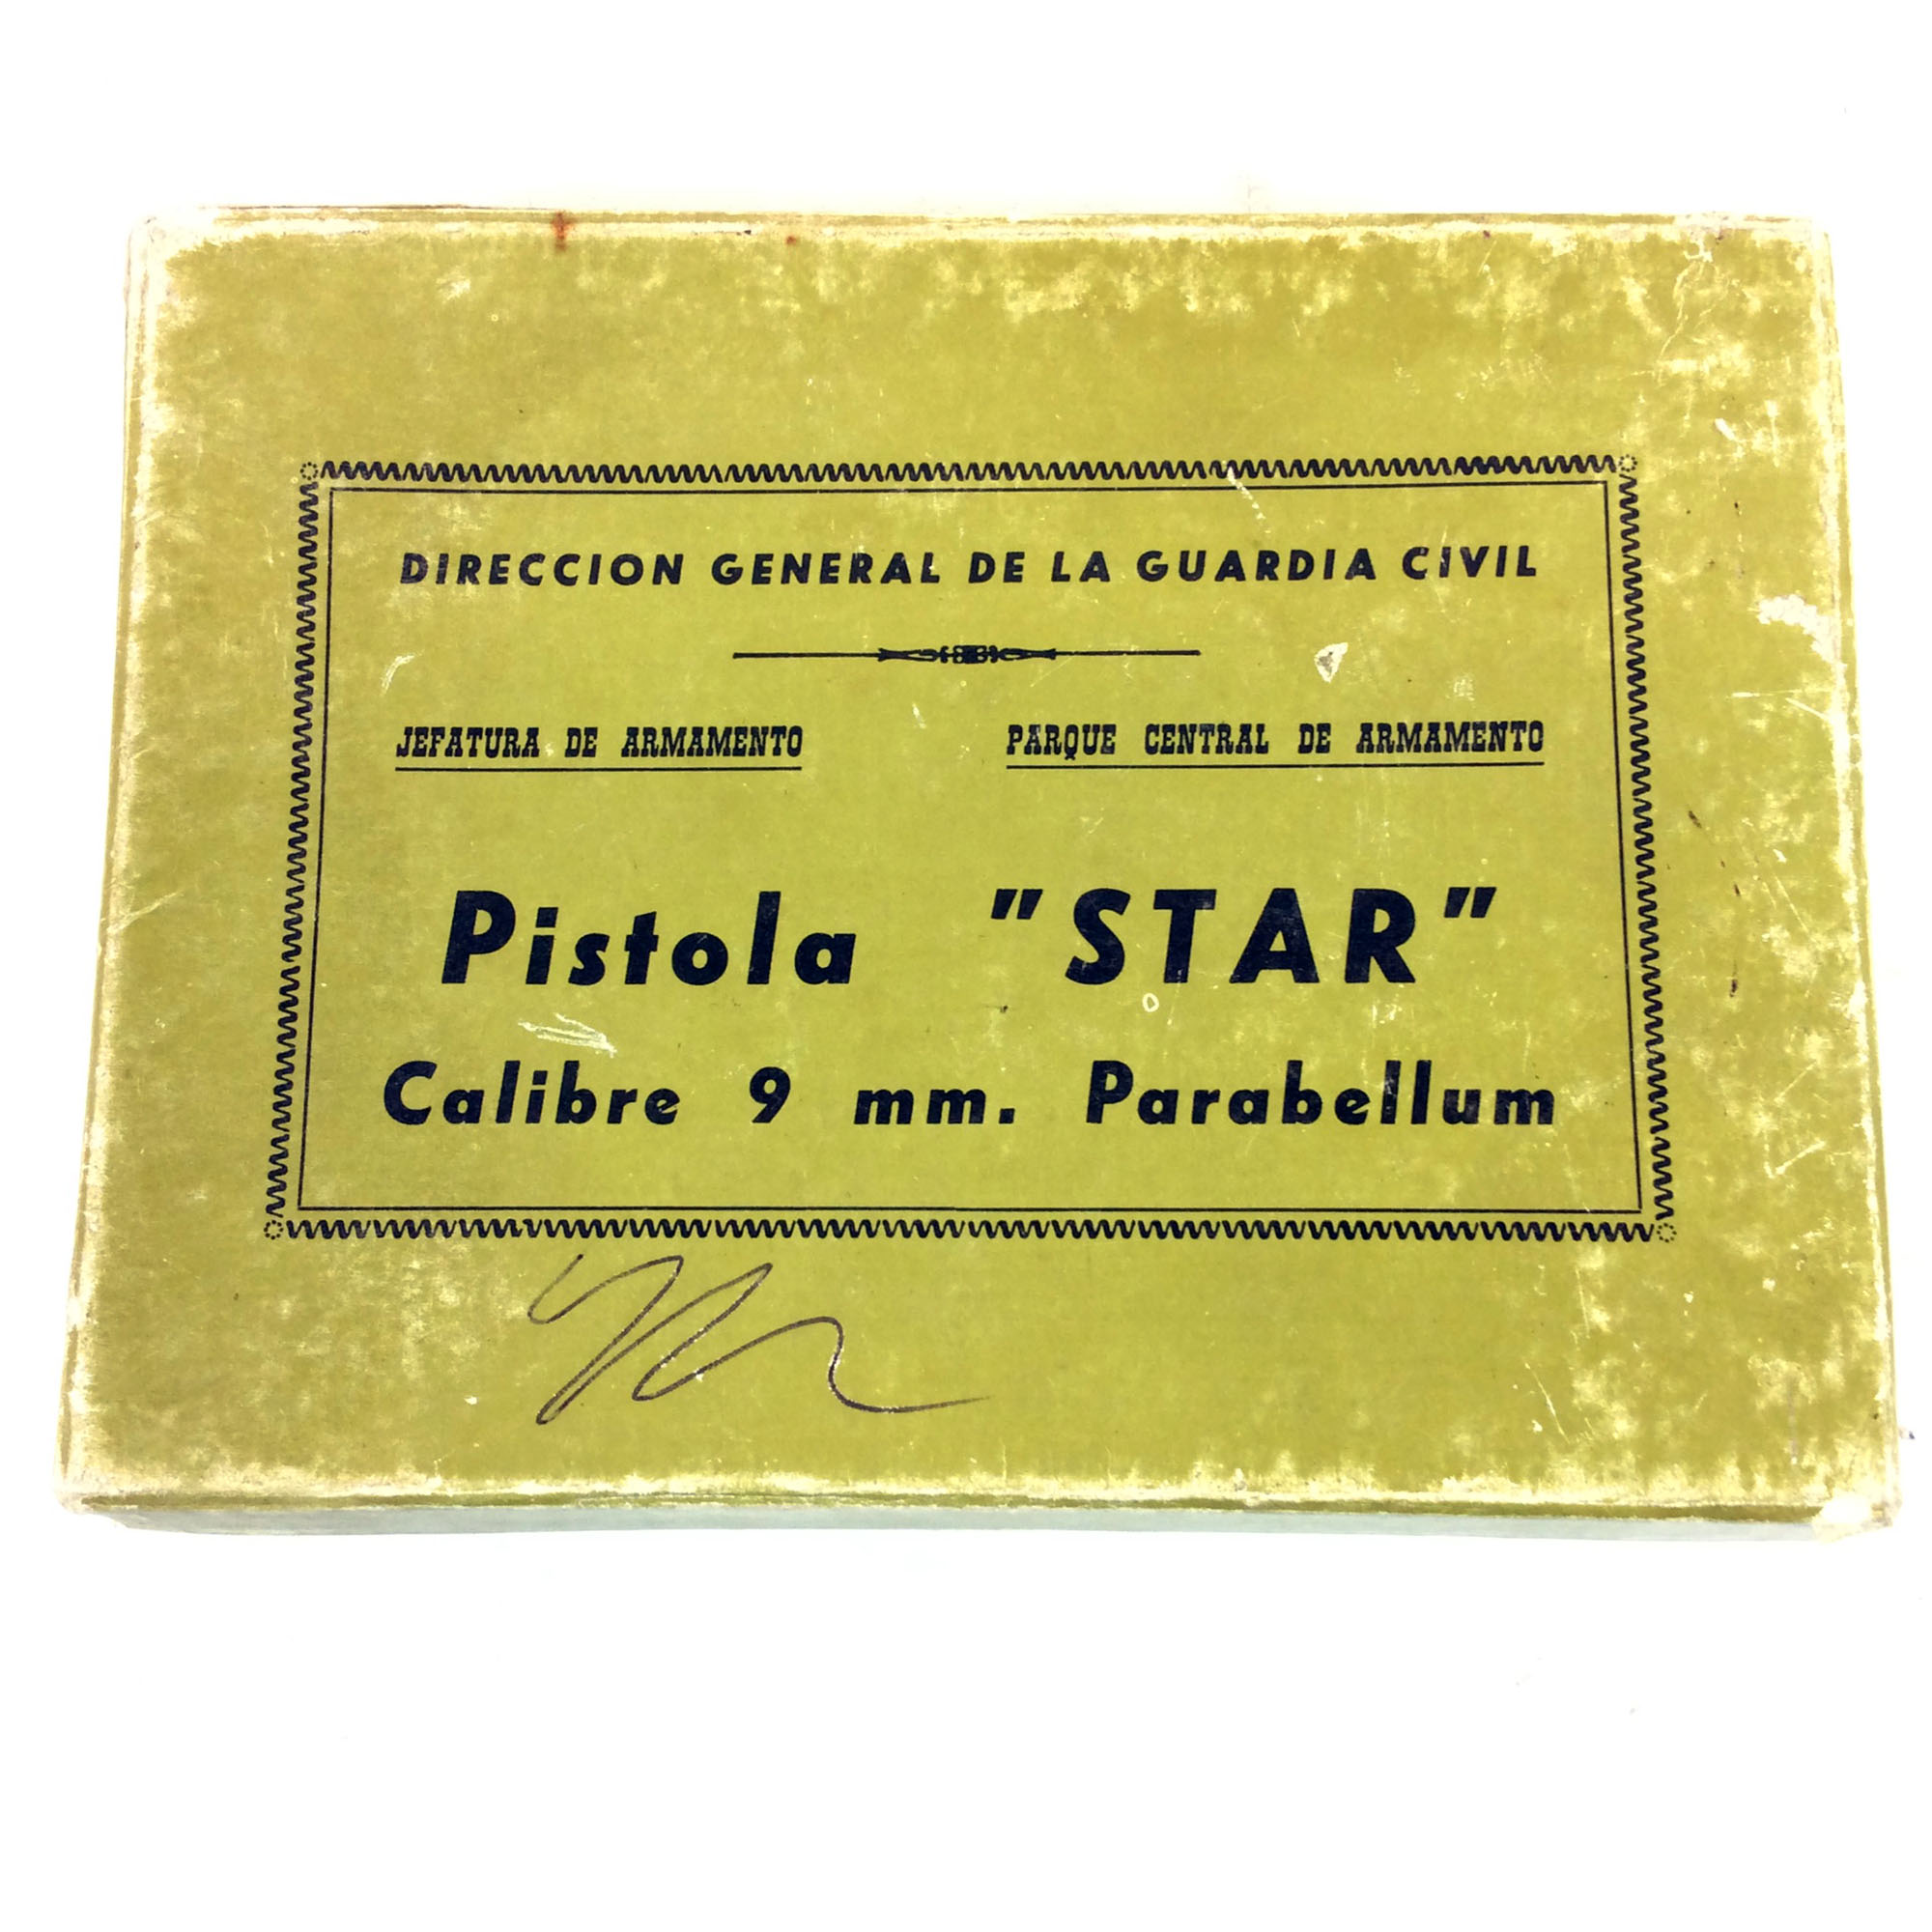 DIRECCION GENERAL DE LA GUARDIA CIVIL
JEFATURA DE ARMAMENTO PARQUE CENTRAL DE ARMAMENTO
Pistola "STAR"
Calibre 9 mm. Parabellum